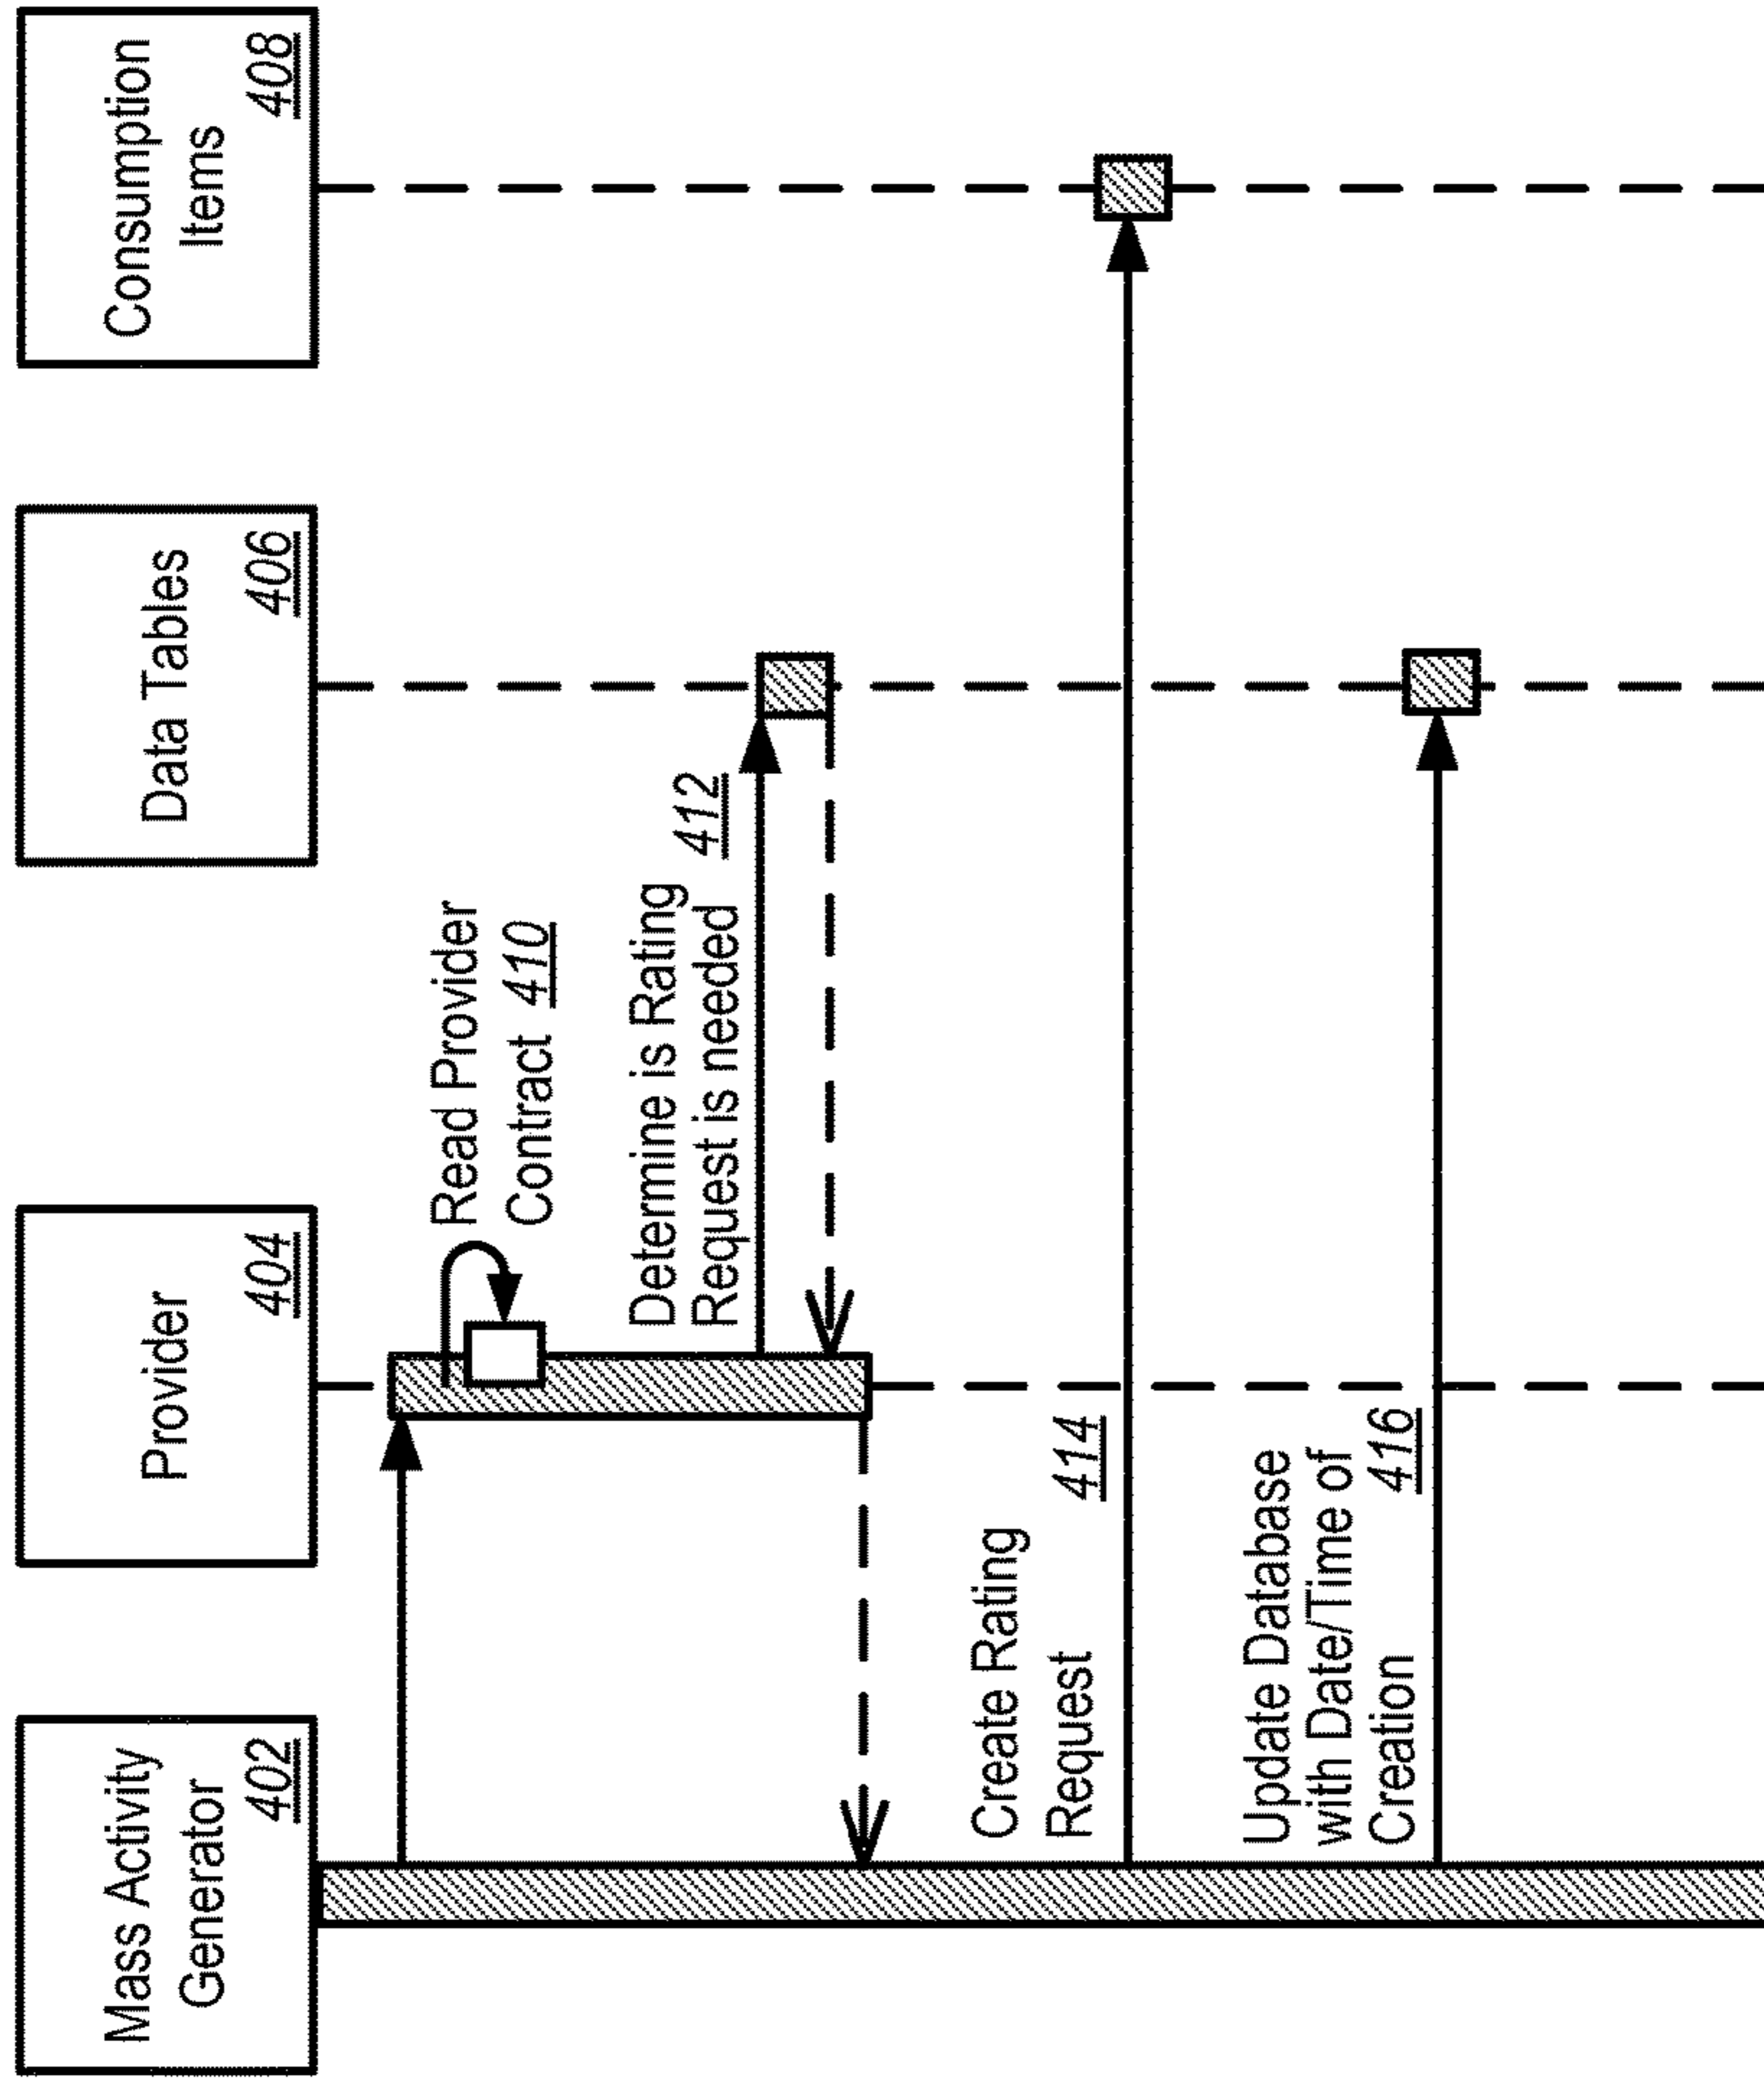 Mass Activity
Generator
402
Provider
404
Data Tables
406
Consumption
Items
408
Read Provider
Contract 410
Determine is Rating
Request is needed 412
Create Rating
Request 414
Update Database
with Date/Time of
Creation 416